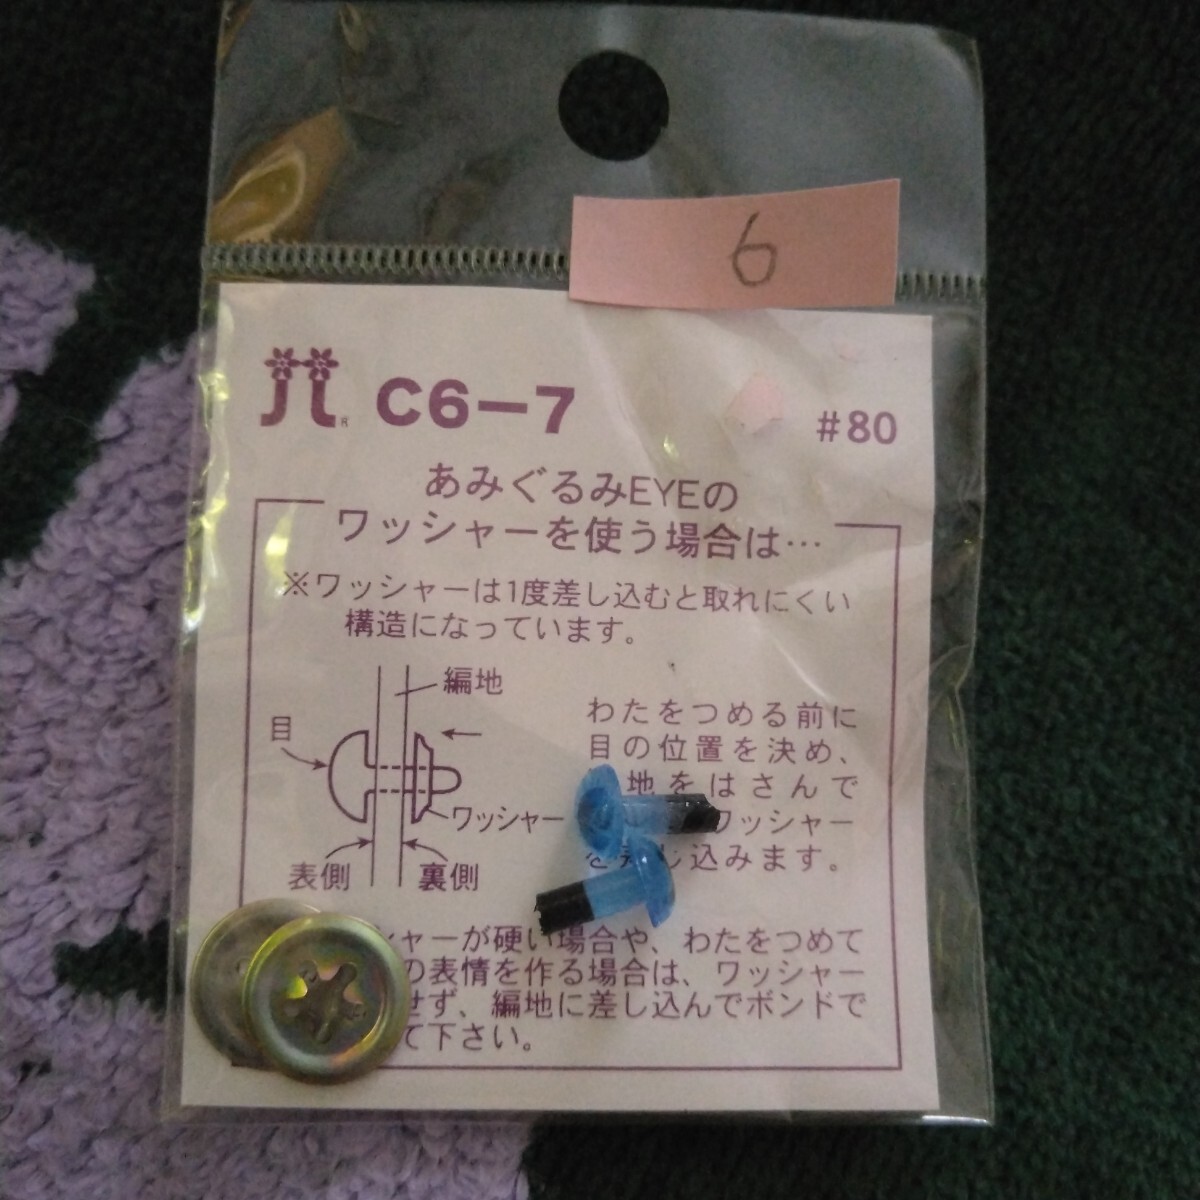 6
C6-7
#80
あみぐるみEYEの
ワッシャーを使う場合は…
※ワッシャーは1度差し込むと取れにくい
構造になっています。
編地
目
ワッシャー
表側
裏側
わたをつめる前に
目の位置を決め、
地をはさんで
ワッシャー
し込みます。
シャーが硬い場合や、わたをつめて
の表情を作る場合は、ワッシャー
せず、編地に差し込んでボンドで
て下さい。